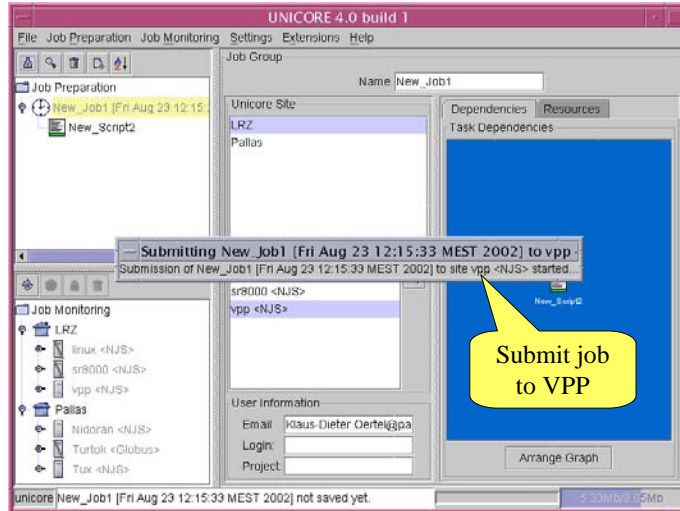 UNICORE 4.0 build 1
File Job Preparation Job Monitoring Settings Extensions Help
Job Preparation
New_Job1 [Fri Aug 23 12:15:
New_Script2
Job Group
Name New_Job1
Unicore Site
LRZ
Pallas
Dependencies Resources
Task Dependencies
Submitting New_Job1 [Fri Aug 23 12:15:33 MEST 2002] to vpp
Submission of New_Job1 [Fri Aug 23 12:15:33 MEST 2002] to site vpp <NJS> started...
sr8000 <NJS>
vpp <NJS>
New_Script2
Submit job
to VPP
Job Monitoring
LRZ
linux <NJS>
sr8000 <NJS>
vpp <NJS>
Pallas
Nidoran <NJS>
Turtok <Globus>
Tux <NJS>
User Information
Email Klaus-Dieter Oertel@pa
Login:
Project
Arrange Graph
unicore New_Job1 [Fri Aug 23 12:15:33 MEST 2002] not saved yet.